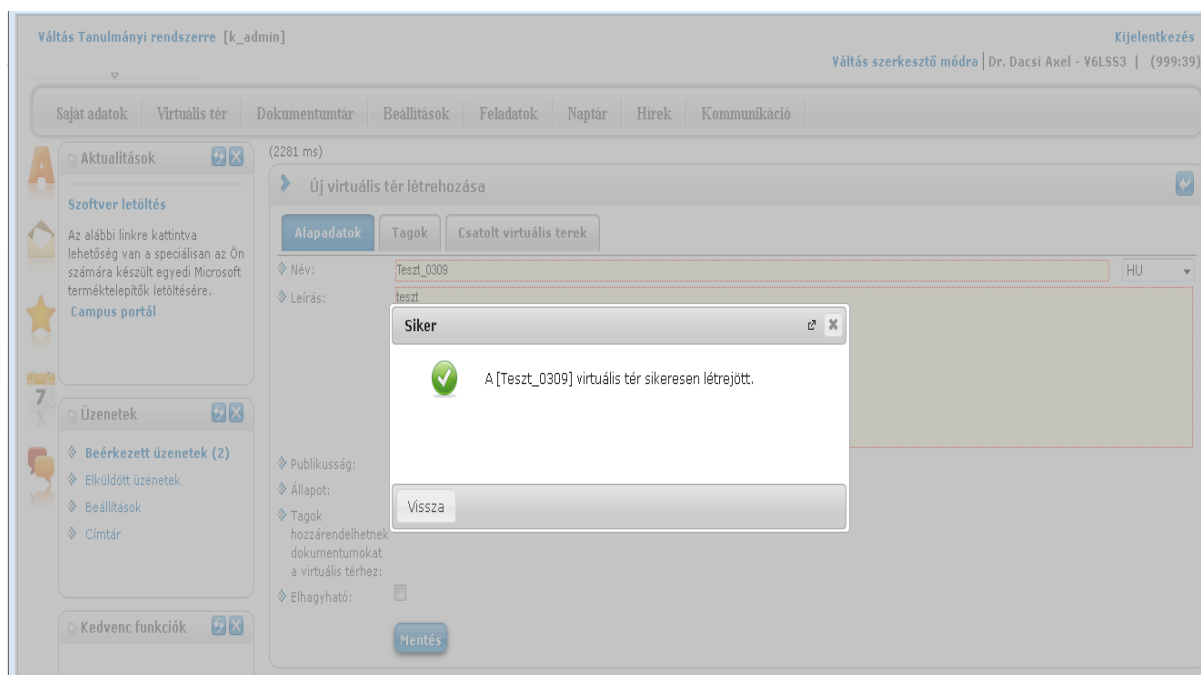 Váltás Tanulmányi rendszerre [k_admin]
Kijelentkezés
Váltás szerkesztő módra | Dr. Dacsi Axel - V6LSS3 | (999:39)
Saját adatok Virtuális tér Dokumentumtár Beállítások Feladatok Naptár Hírek Kommunikáció
Aktualitások
Szoftver letöltés
Az alábbi linkre kattintva
lehetőség van a speciálisan az Ön
számára készült egyedi Microsoft
terméktelepítők letöltésére.
Campus portál
7
Üzenetek
Beérkezett üzenetek (2)
Elküldött üzenetek
Beállítások
Címtár
Kedvenc funkciók
(2281 ms)
Új virtuális tér létrehozása
Alapadatok Tagok Csatolt virtuális terek
Név: Teszt_0309 HU
Leírás: teszt
Siker
A [Teszt_0309] virtuális tér sikeresen létrejött.
Vissza
Publikusság:
Állapot:
Tagok
hozzárendelhetnek
dokumentumokat
a virtuális térhez:
Elhagyható:
Mentés